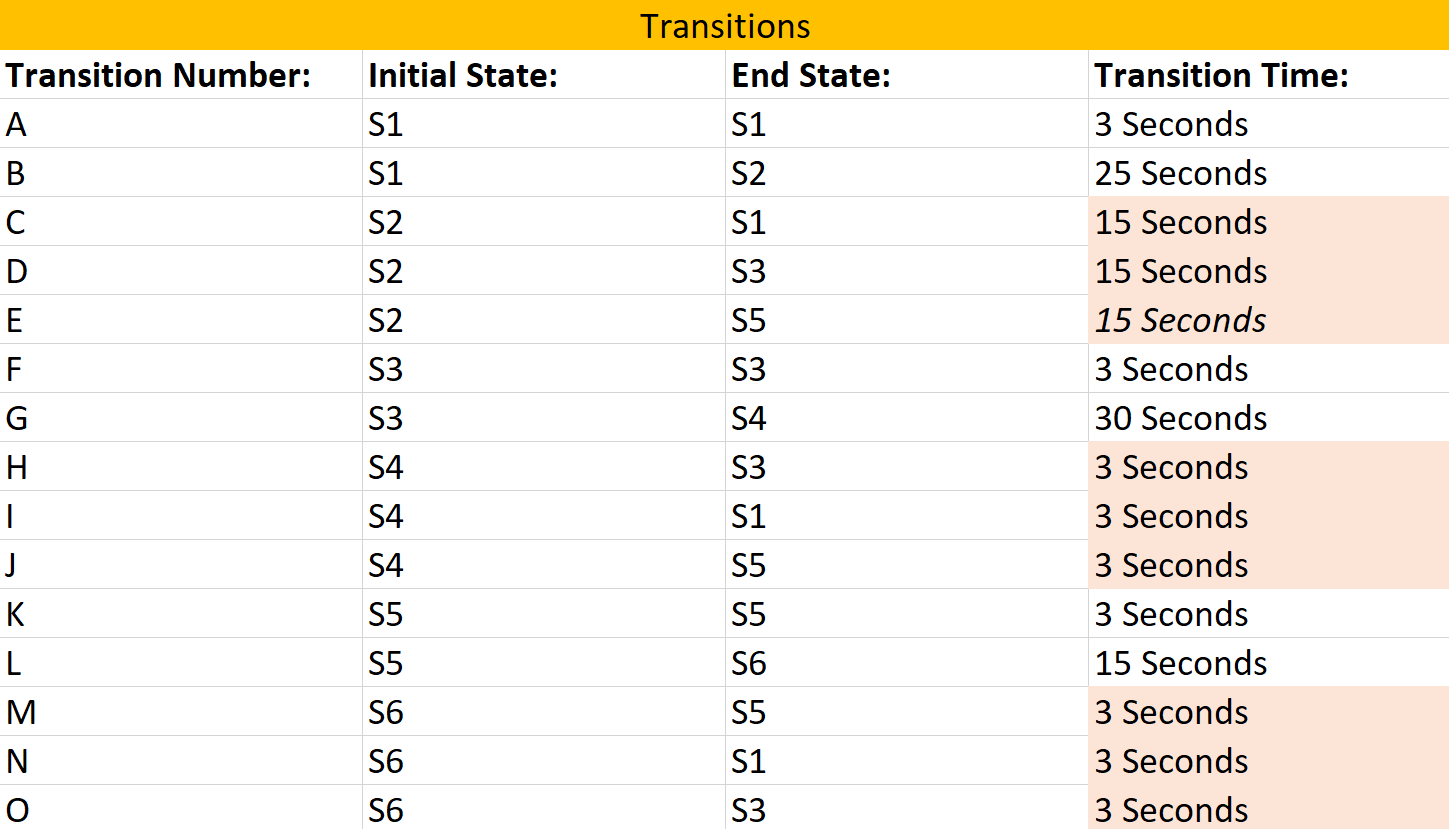 Transitions
Transition Number: Initial State: End State: Transition Time:
A S1 S1 3 Seconds
B S1 S2 25 Seconds
C S2 S1 15 Seconds
D S2 S3 15 Seconds
E S2 S5 15 Seconds
F S3 S3 3 Seconds
G S3 S4 30 Seconds
H S4 S3 3 Seconds
I S4 S1 3 Seconds
J S4 S5 3 Seconds
K S5 S5 3 Seconds
L S5 S6 15 Seconds
M S6 S5 3 Seconds
N S6 S1 3 Seconds
O S6 S3 3 Seconds